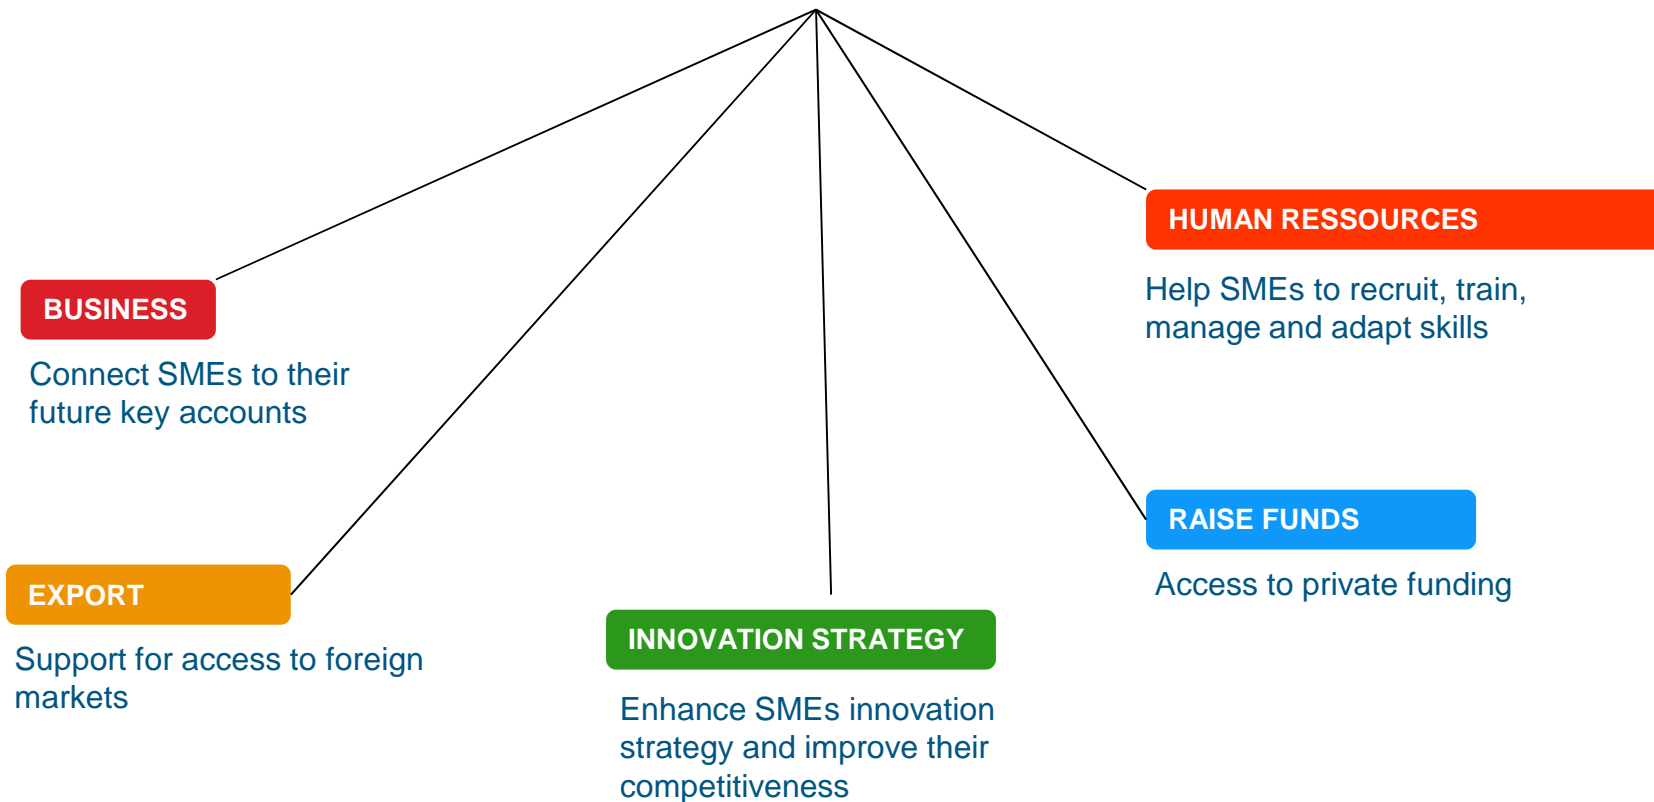 BUSINESS
Connect SMEs to their
future key accounts
EXPORT
Support for access to foreign
markets
INNOVATION STRATEGY
Enhance SMEs innovation
strategy and improve their
competitiveness
HUMAN RESSOURCES
Help SMEs to recruit, train,
manage and adapt skills
RAISE FUNDS
Access to private funding